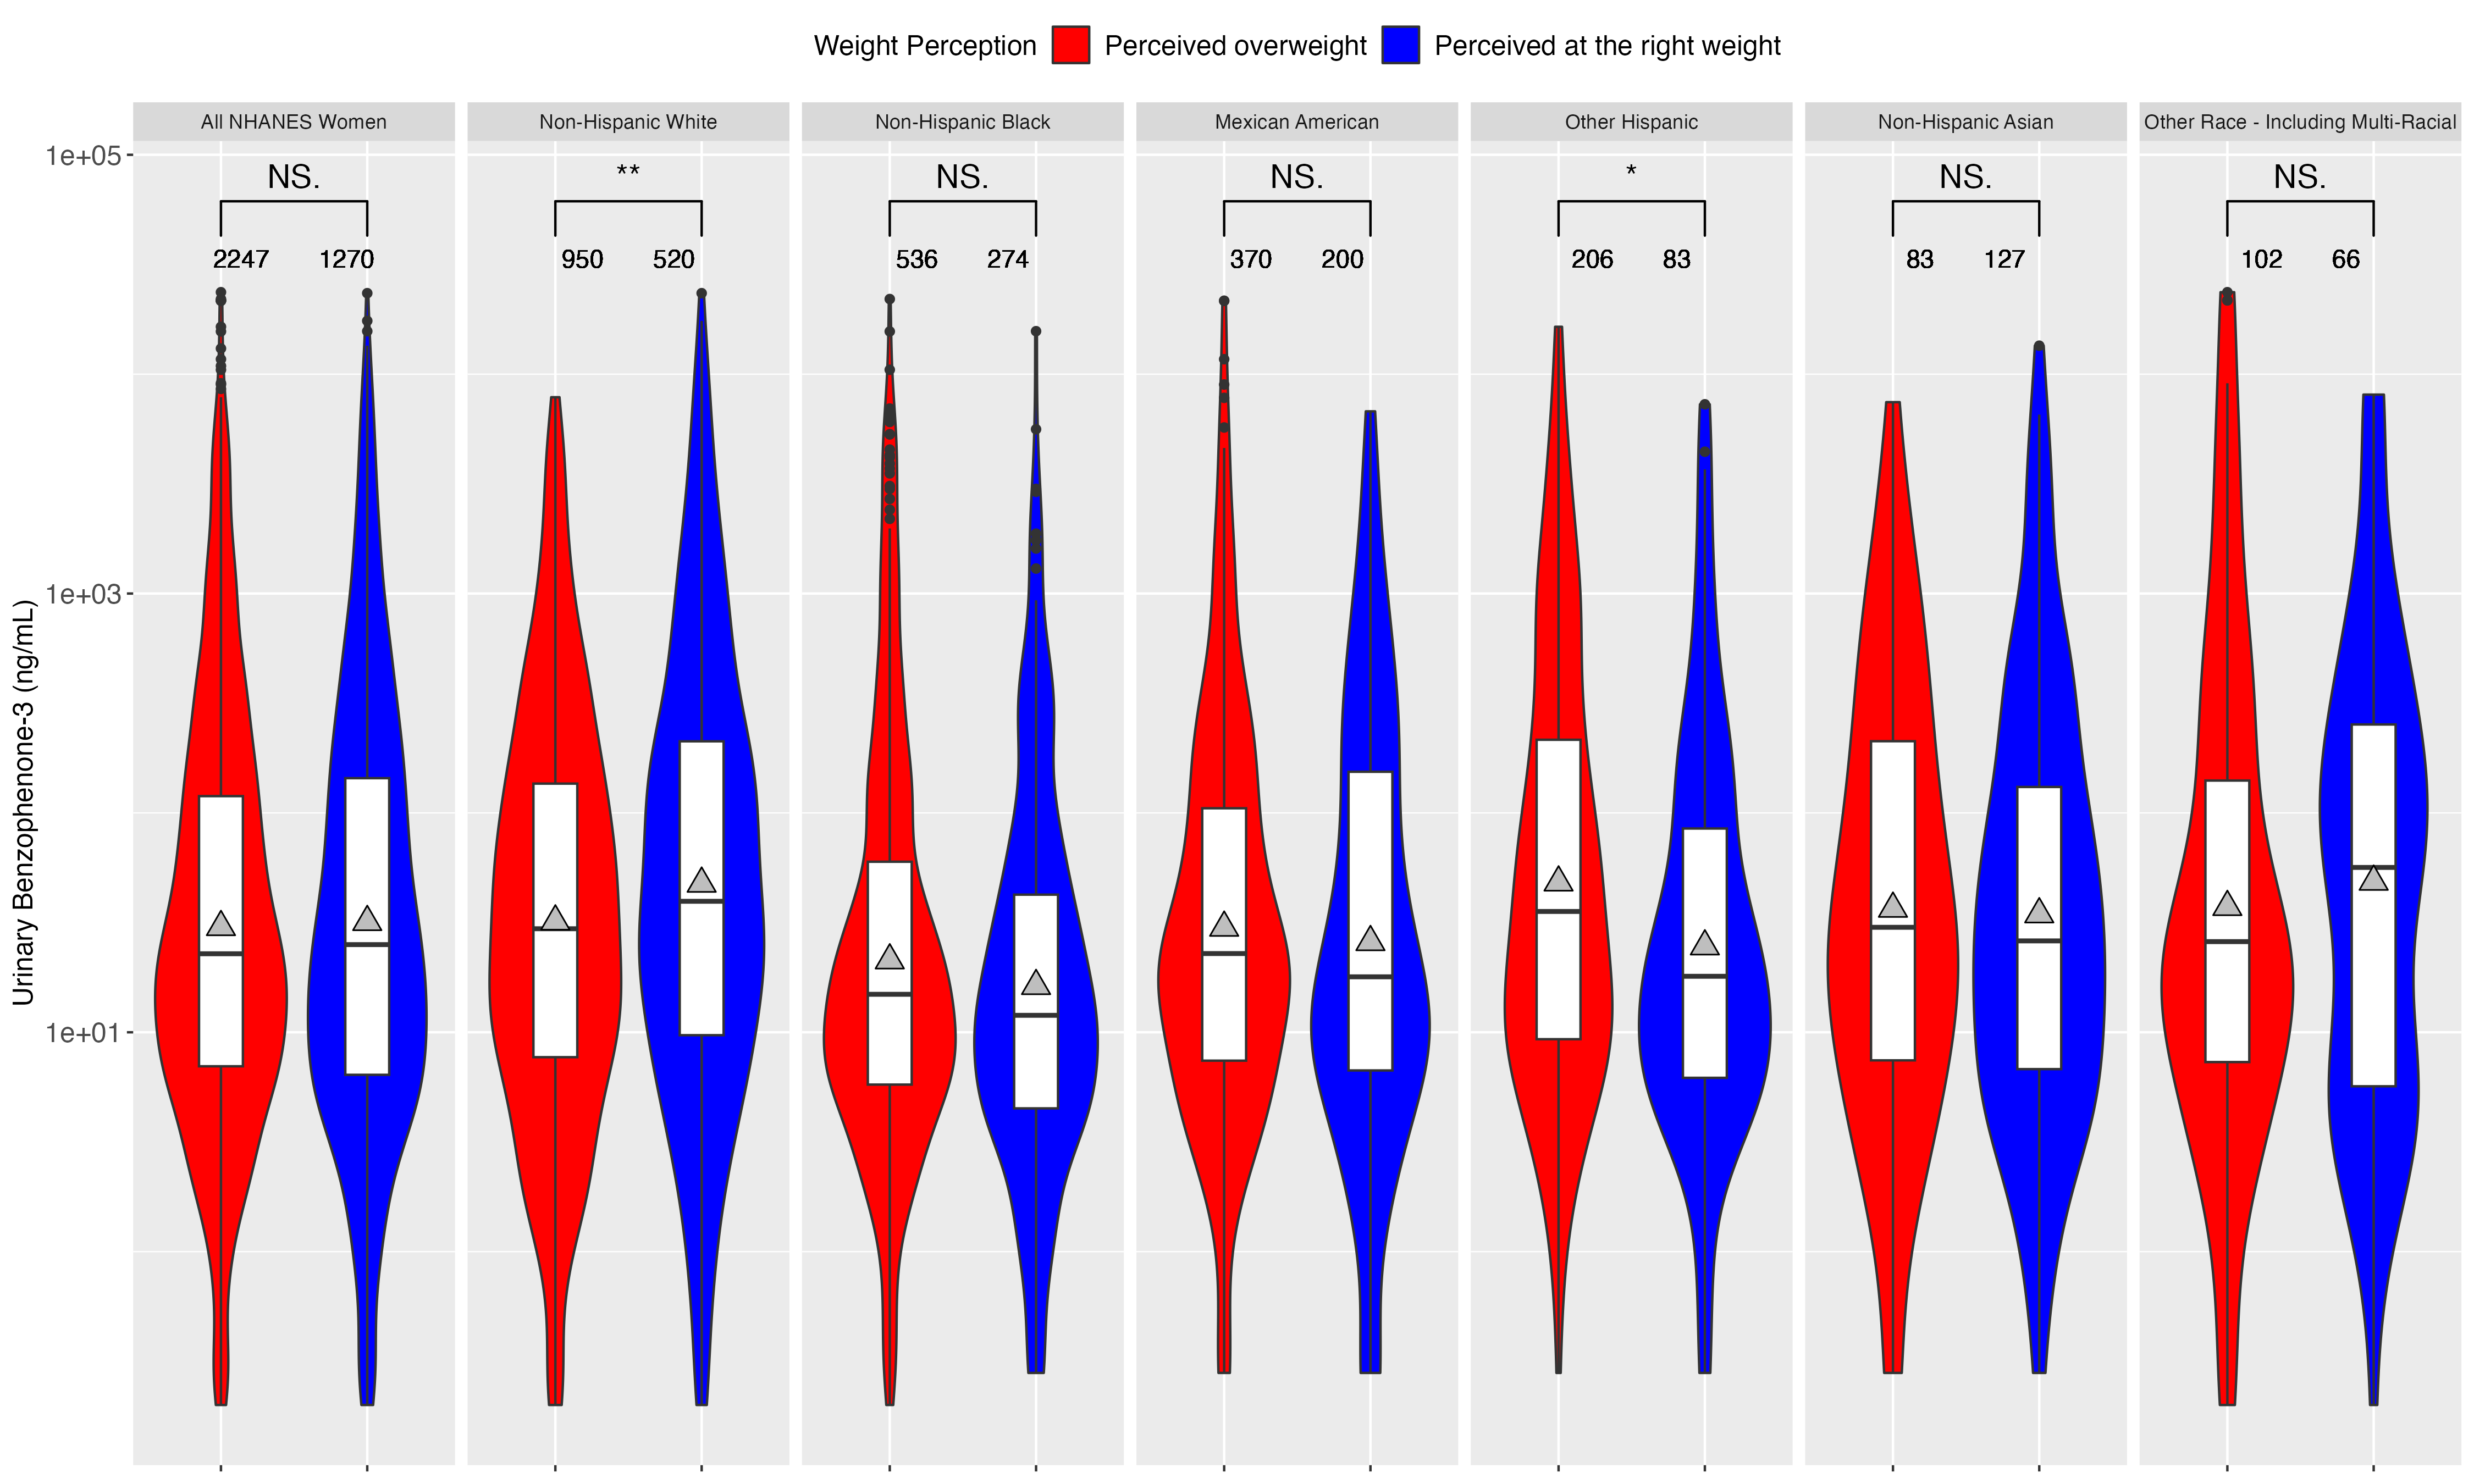 Weight Perception Perceived overweight Perceived at the right weight
All NHANES Women Non-Hispanic White Non-Hispanic Black Mexican American Other Hispanic Non-Hispanic Asian Other Race - Including Multi-Racial
1e+05
NS. ** NS. NS. * NS. NS.
2247 1270 950 520 536 274 370 200 206 83 83 127 102 66
1e+03
Urinary Benzophenone-3 (ng/mL)
1e+01